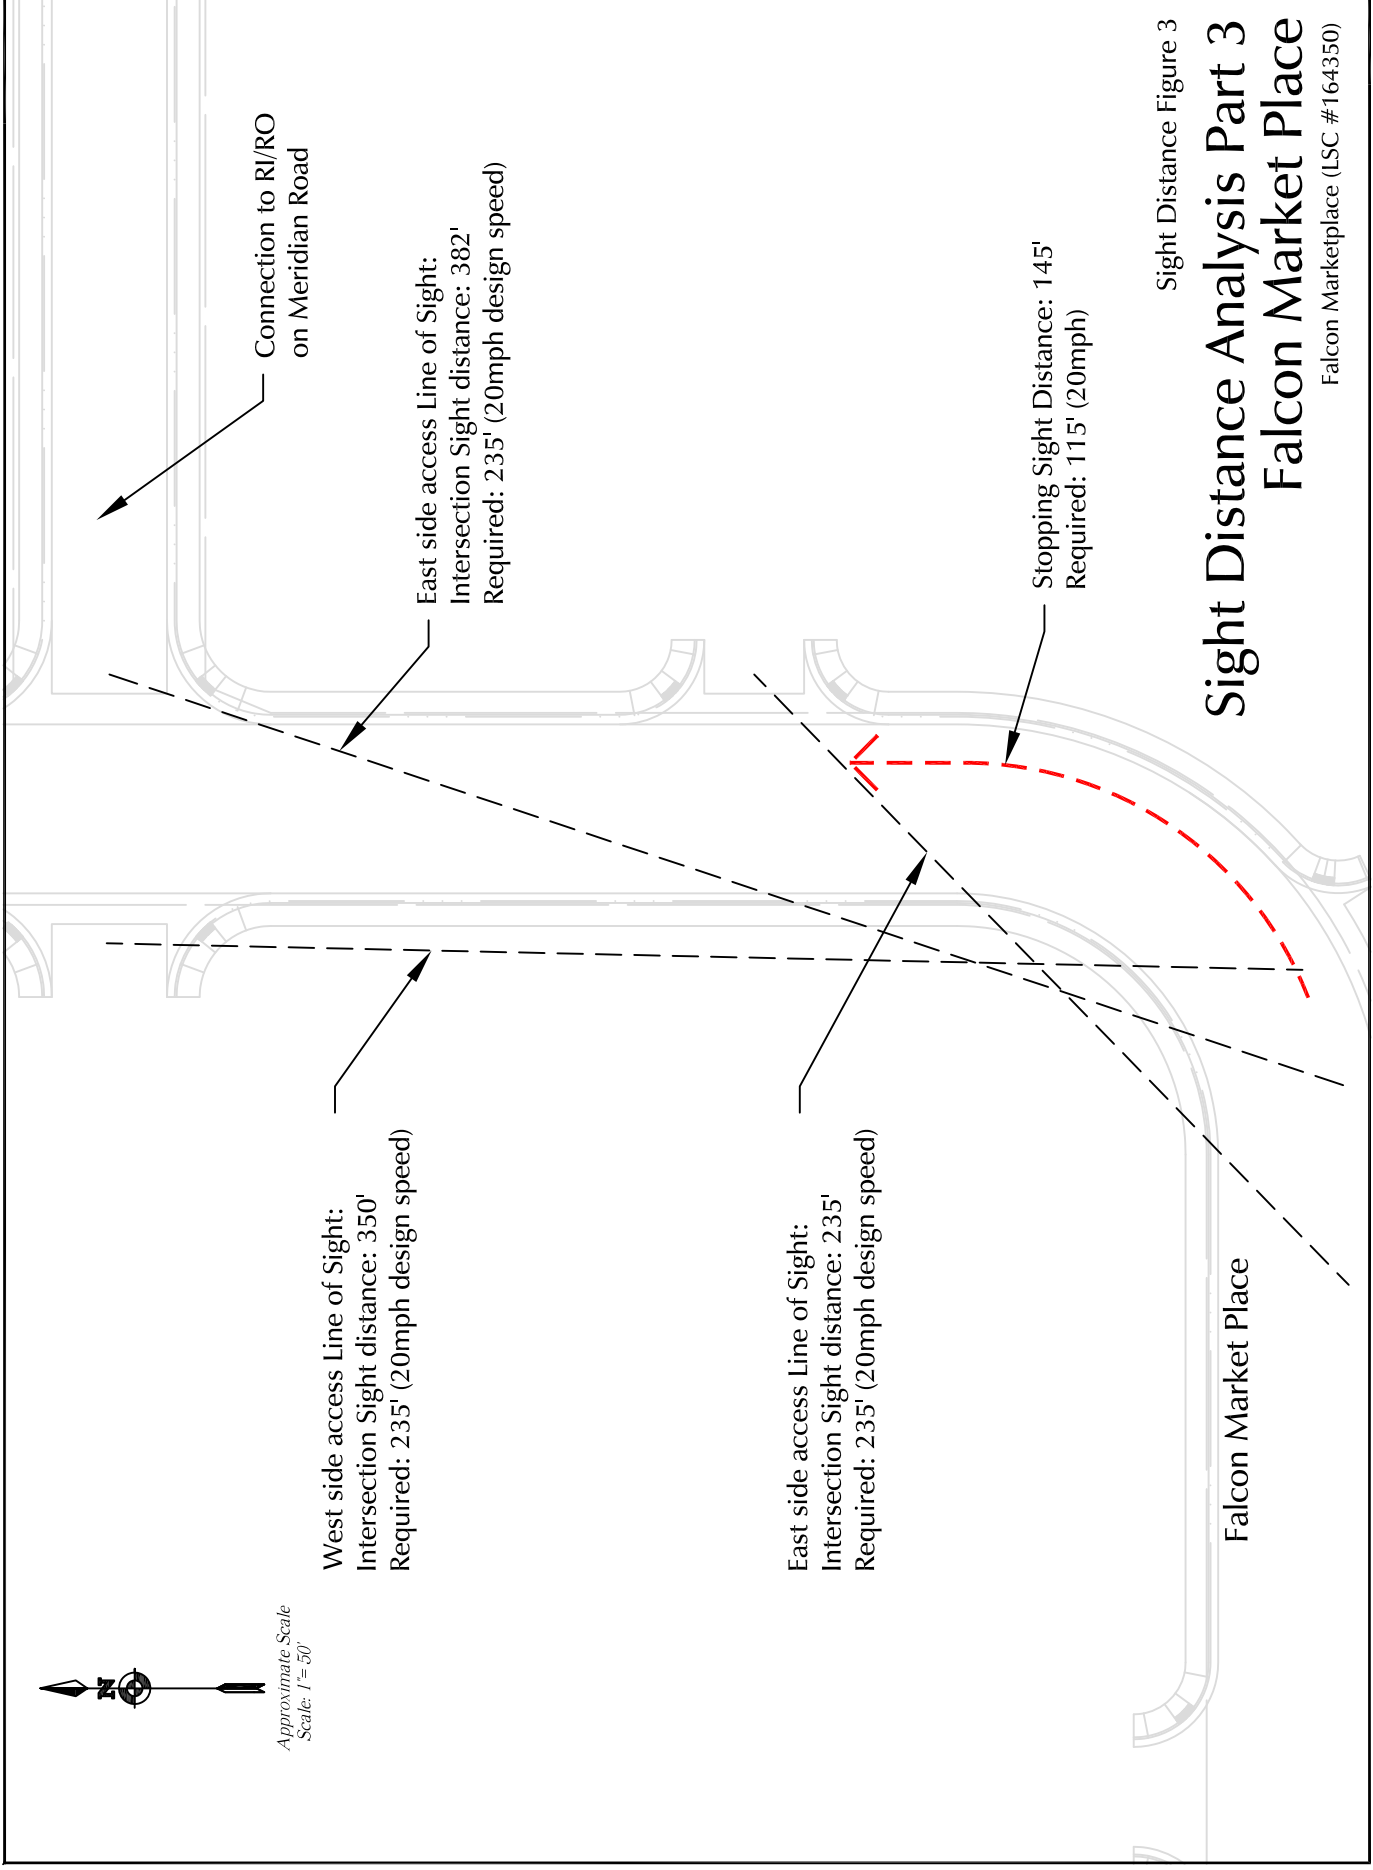 Connection to RI/RO
on Meridian Road
East side access Line of Sight:
Intersection Sight distance: 382'
Required: 235' (20mph design speed)
West side access Line of Sight:
Intersection Sight distance: 350'
Required: 235' (20mph design speed)
East side access Line of Sight:
Intersection Sight distance: 235'
Required: 235' (20mph design speed)
Stopping Sight Distance: 145'
Required: 115' (20mph)
Falcon Market Place
N
Approximate Scale
Scale: 1"= 50'
Sight Distance Figure 3
Sight Distance Analysis Part 3
Falcon Market Place
Falcon Marketplace (LSC #164350)